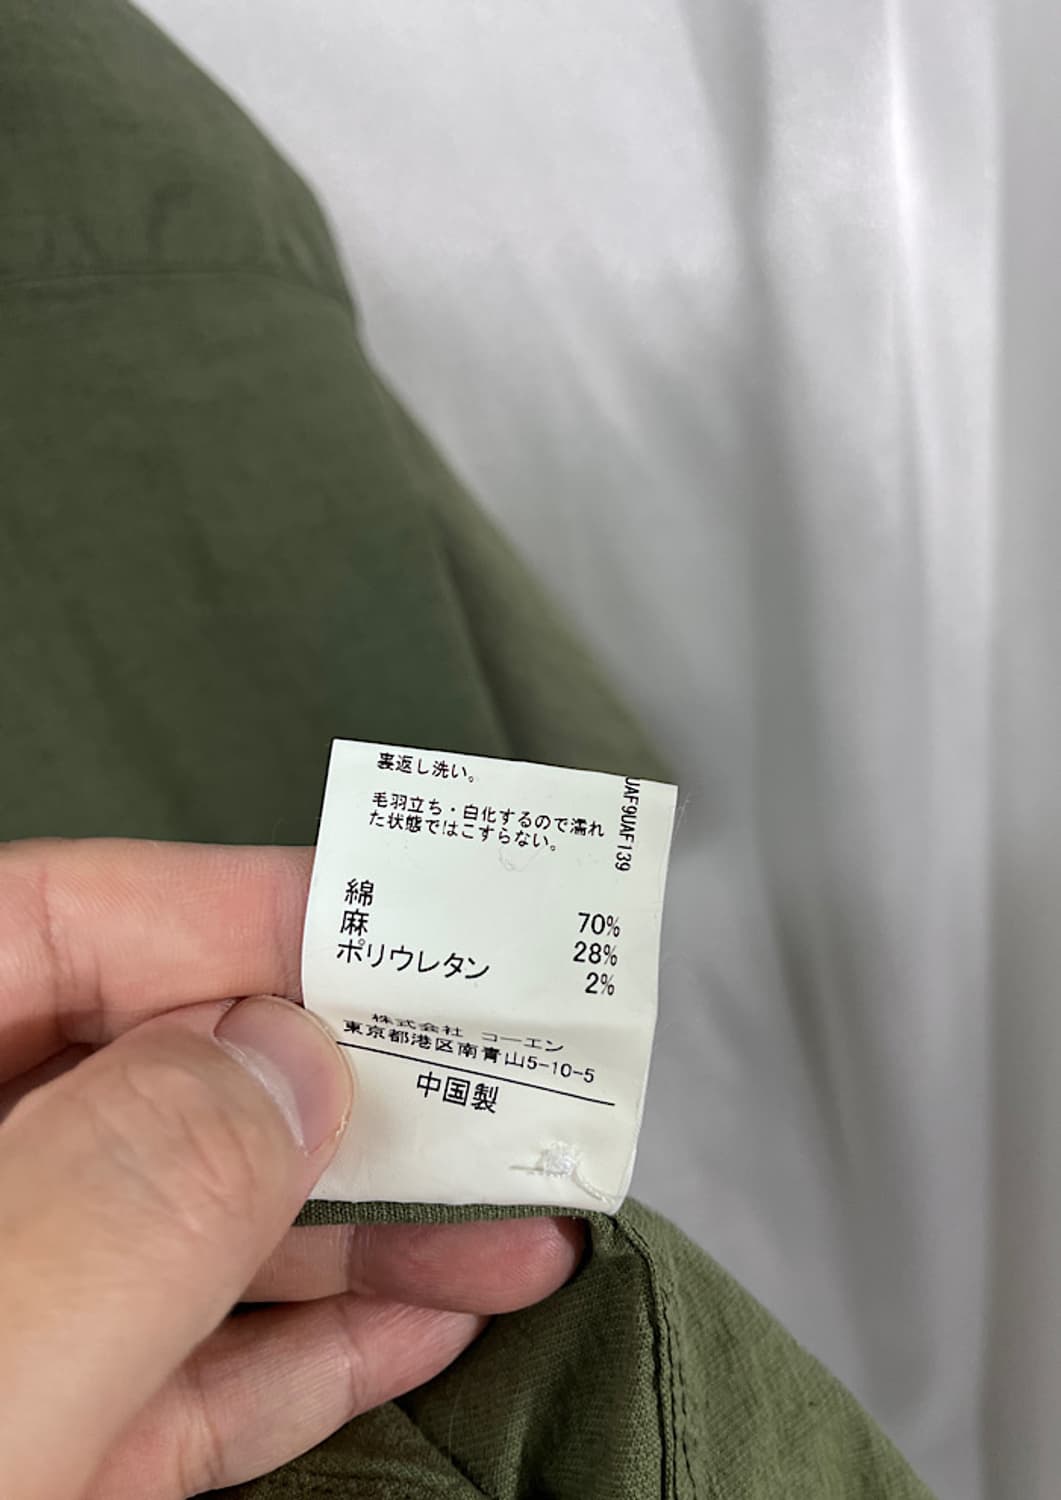 裏返し洗い。
毛羽立ち・白化するので濡れ
た状態ではこすらない。
UAF9UAF139
綿 70%
麻 28%
ポリウレタン 2%
株式会社 コーエン
東京都港区南青山5-10-5
中国製